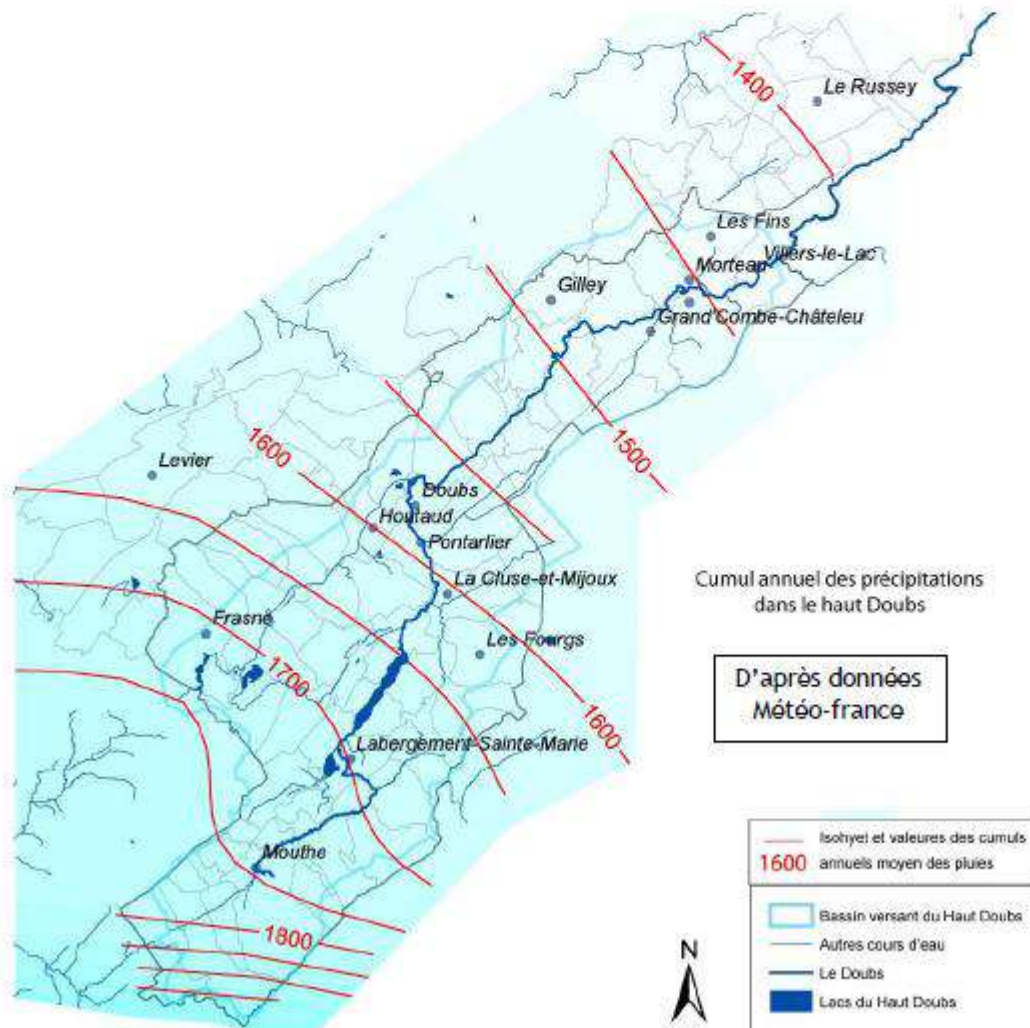 1400
Le Russey
Les Fins
Villers-le-Lac
Morteau
Gilley
Grand'Combe-Châteleu
1500
1600
Levier
Doubs
Houtaud
Pontarlier
La Cluse-et-Mijoux
Cumul annuel des précipitations
dans le haut Doubs
Frasne
Les Fourgs
1700
D'après données
Météo-france
1600
Labergement-Sainte-Marie
Mouthe
1800
Isohyet et valeures des cumuls
1600 annuels moyen des pluies
Bassin versant du Haut Doubs
Autres cours d'eau
Le Doubs
Lacs du Haut Doubs
N